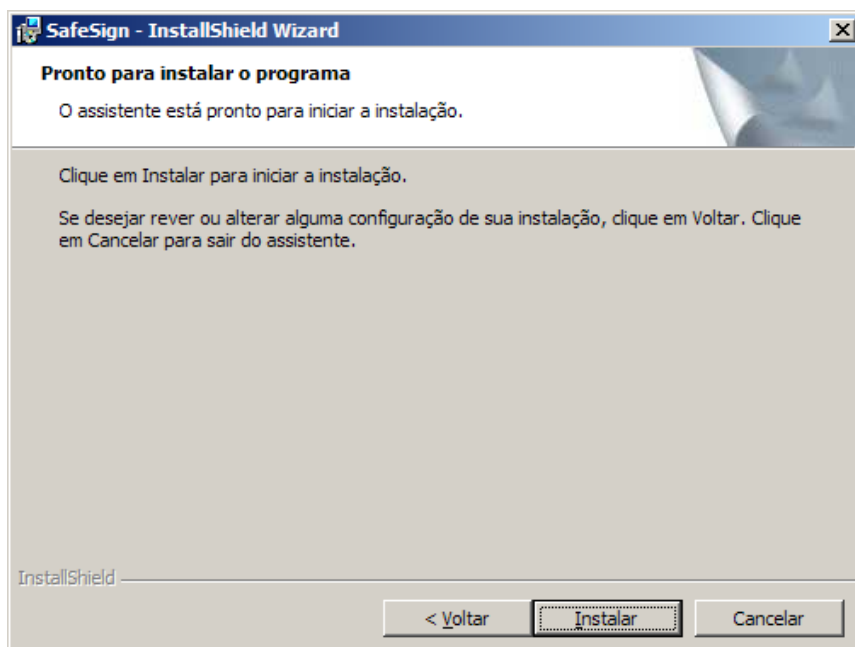 SafeSign - InstallShield Wizard
Pronto para instalar o programa
O assistente está pronto para iniciar a instalação.
Clique em Instalar para iniciar a instalação.
Se desejar rever ou alterar alguma configuração de sua instalação, clique em Voltar. Clique
em Cancelar para sair do assistente.
InstallShield
< Voltar
Instalar
Cancelar